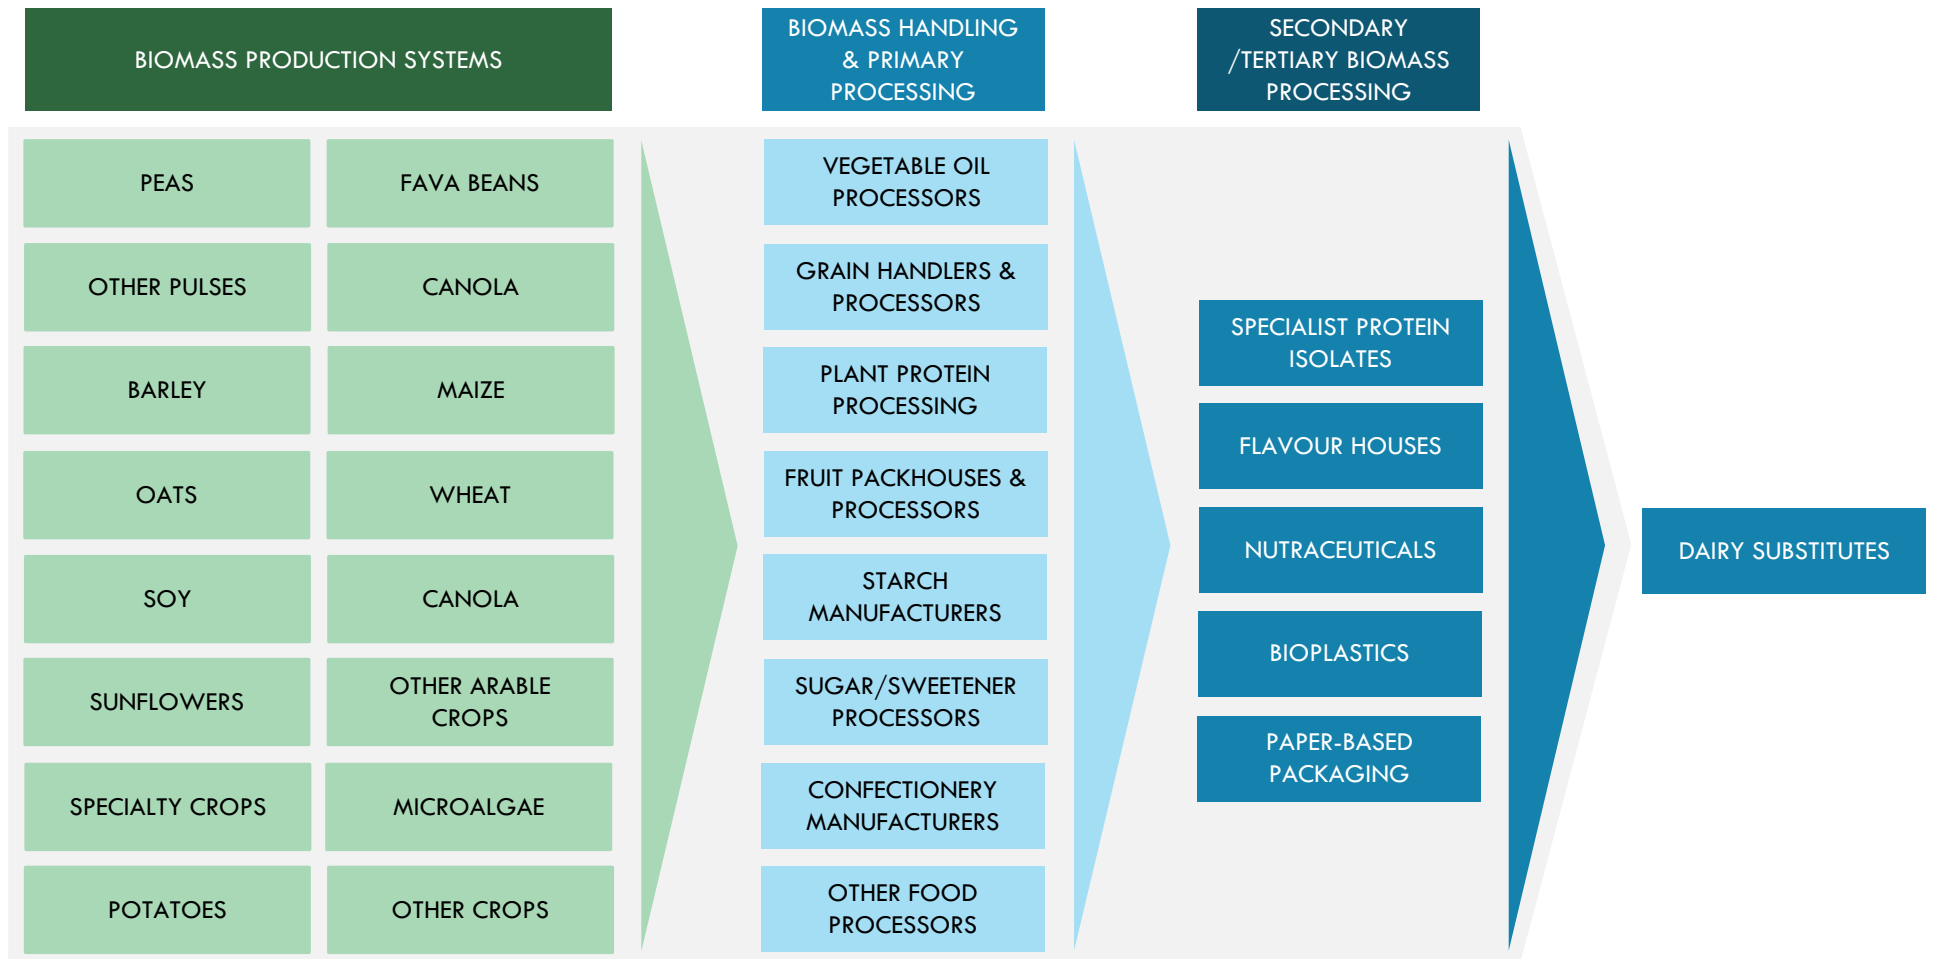 BIOMASS PRODUCTION SYSTEMS
BIOMASS HANDLING
& PRIMARY
PROCESSING
SECONDARY
/TERTIARY BIOMASS
PROCESSING
PEAS
FAVA BEANS
OTHER PULSES
CANOLA
BARLEY
MAIZE
OATS
WHEAT
SOY
CANOLA
SUNFLOWERS
OTHER ARABLE
CROPS
SPECIALTY CROPS
MICROALGAE
POTATOES
OTHER CROPS
VEGETABLE OIL
PROCESSORS
GRAIN HANDLERS &
PROCESSORS
PLANT PROTEIN
PROCESSING
FRUIT PACKHOUSES &
PROCESSORS
STARCH
MANUFACTURERS
SUGAR/SWEETENER
PROCESSORS
CONFECTIONERY
MANUFACTURERS
OTHER FOOD
PROCESSORS
SPECIALIST PROTEIN
ISOLATES
FLAVOUR HOUSES
NUTRACEUTICALS
BIOPLASTICS
PAPER-BASED
PACKAGING
DAIRY SUBSTITUTES